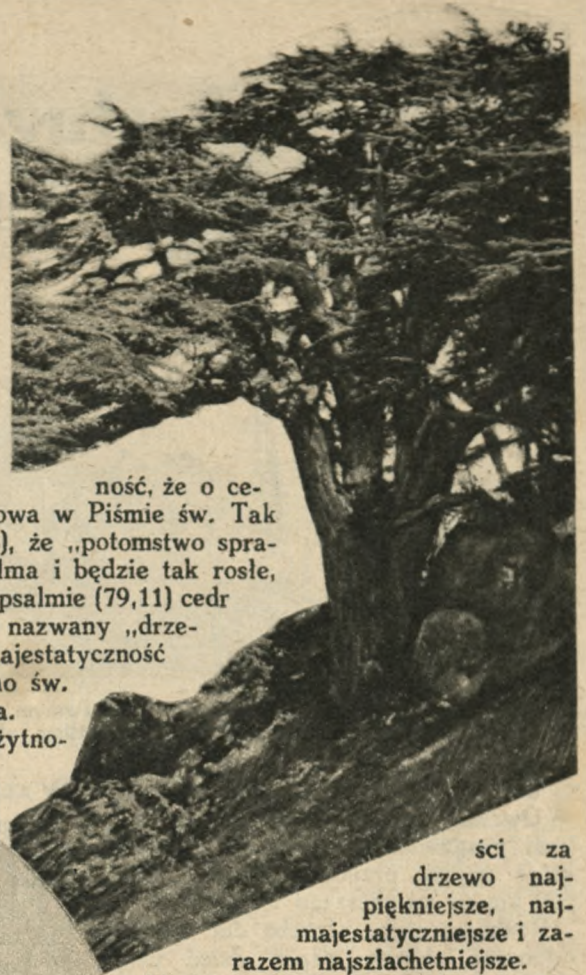 65
ność, że o ce-
owa w Piśmie św. Tak
), że „potomstwo spra-
lma i będzie tak rosłe,
psalmie (79,11) cedr
nazwany „drze-
ajestatyczność
no św.
a.
żytno-
ści za
drzewo naj-
piękniejsze, naj-
majestatyczniejsze i za-
razem najszlachetniejsze.